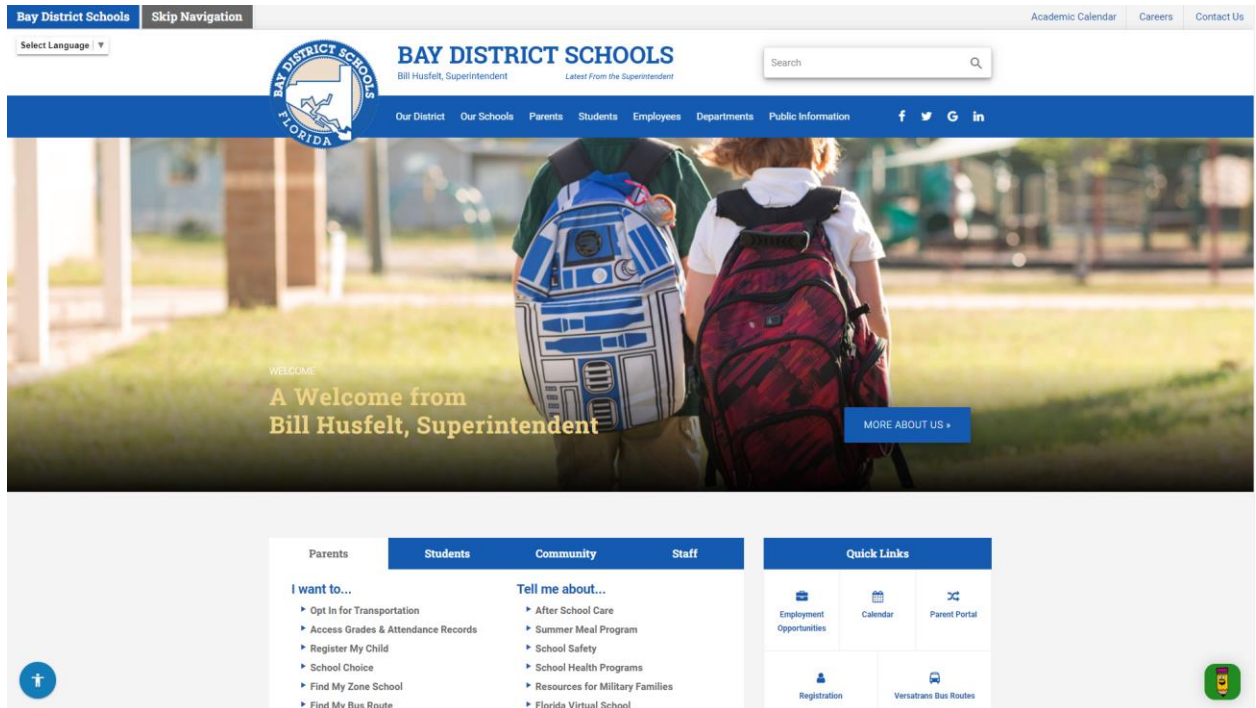 Bay District Schools
Skip Navigation
Academic Calendar
Careers
Contact Us
Select Language ▼
BAY DISTRICT SCHOOLS
FLORIDA
BAY DISTRICT SCHOOLS
Bill Husfelt, Superintendent
Latest From the Superintendent
Search
Our District
Our Schools
Parents
Students
Employees
Departments
Public Information
WELCOME
A Welcome from
Bill Husfelt, Superintendent
MORE ABOUT US »
Parents
Students
Community
Staff
I want to...
Opt In for Transportation
Access Grades & Attendance Records
Register My Child
School Choice
Find My Zone School
Find My Bus Route
Tell me about...
After School Care
Summer Meal Program
School Safety
School Health Programs
Resources for Military Families
Florida Virtual School
Quick Links
Employment
Opportunities
Calendar
Parent Portal
Registration
Versatrans Bus Routes